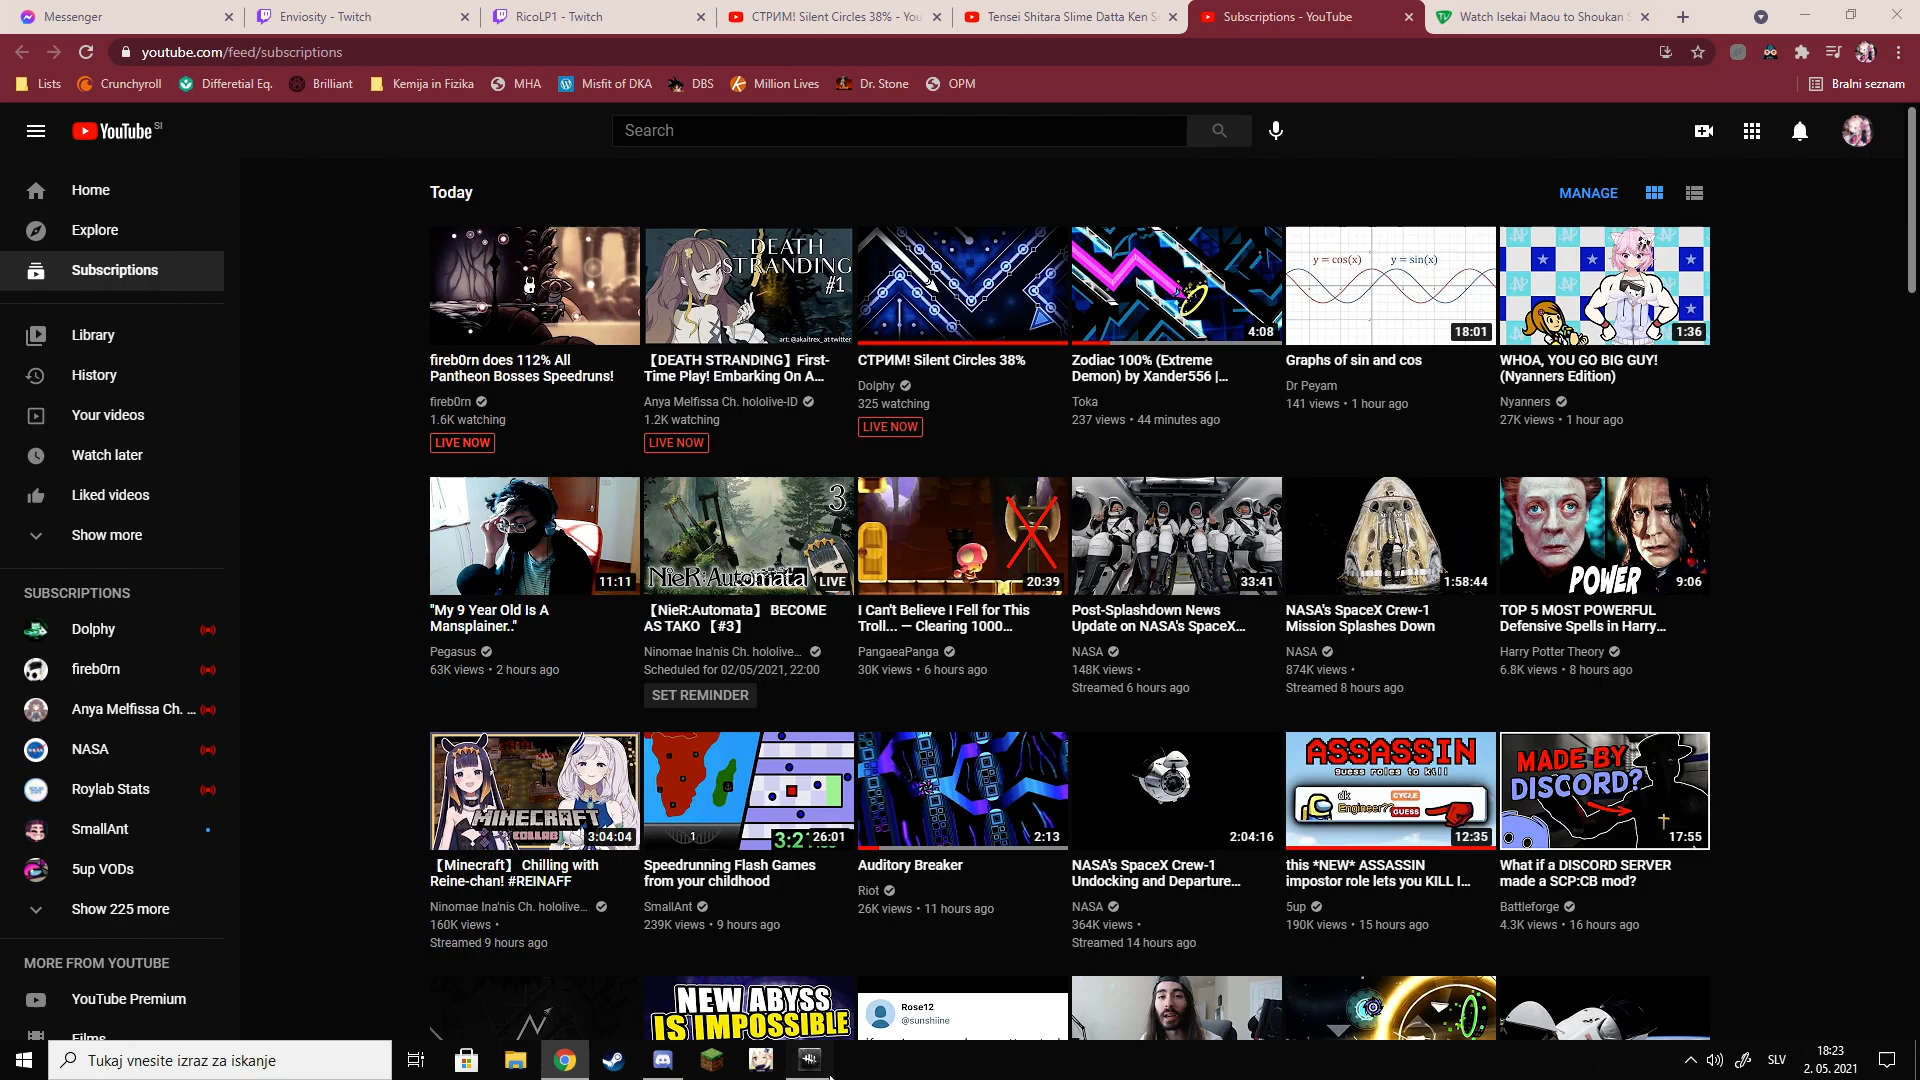 Messenger
Enviosity - Twitch
RicoLP1 - Twitch
СТРИМ! Silent Circles 38% - You
Tensei Shitara Slime Datta Ken S
Subscriptions - YouTube
Watch Isekai Maou to Shoukan S
youtube.com/feed/subscriptions
Lists
Crunchyroll
Differetial Eq.
Brilliant
Kemija in Fizika
MHA
Misfit of DKA
DBS
Million Lives
Dr. Stone
OPM
Bralni seznam
YouTube SI
Search
Home
Explore
Subscriptions
Library
History
Your videos
Watch later
Liked videos
Show more
SUBSCRIPTIONS
Dolphy
fireb0rn
Anya Melfissa Ch. ...
NASA
Roylab Stats
SmallAnt
5up VODs
Show 225 more
MORE FROM YOUTUBE
YouTube Premium
Films
Today
MANAGE
fireb0rn does 112% All
Pantheon Bosses Speedruns!
fireb0rn
1.6K watching
LIVE NOW
DEATH
STRANDING
#1
art: @akaitrex_ at twitter
【DEATH STRANDING】First-
Time Play! Embarking On A...
Anya Melfissa Ch. hololive-ID
1.2K watching
LIVE NOW
СТРИМ! Silent Circles 38%
Dolphy
325 watching
LIVE NOW
4:08
Zodiac 100% (Extreme
Demon) by Xander556 |...
Toka
237 views • 44 minutes ago
y = cos(x)
y = sin(x)
18:01
Graphs of sin and cos
Dr Peyam
141 views • 1 hour ago
1:36
WHOA, YOU GO BIG GUY!
(Nyanners Edition)
Nyanners
27K views • 1 hour ago
11:11
"My 9 Year Old Is A
Mansplainer.."
Pegasus
63K views • 2 hours ago
3
NieR:Automata
LIVE
【NieR:Automata】 BECOME
AS TAKO 【#3】
Ninomae Ina'nis Ch. hololive...
Scheduled for 02/05/2021, 22:00
SET REMINDER
20:39
I Can't Believe I Fell for This
Troll... — Clearing 1000...
PangaeaPanga
30K views • 6 hours ago
33:41
Post-Splashdown News
Update on NASA's SpaceX...
NASA
148K views •
Streamed 6 hours ago
1:58:44
NASA's SpaceX Crew-1
Mission Splashes Down
NASA
874K views •
Streamed 8 hours ago
POWER
9:06
TOP 5 MOST POWERFUL
Defensive Spells in Harry...
Harry Potter Theory
6.8K views • 8 hours ago
MINECRAFT
COLLAB
3:04:04
【Minecraft】 Chilling with
Reine-chan! #REINAFF
Ninomae Ina'nis Ch. hololive...
160K views •
Streamed 9 hours ago
1
26:01
Speedrunning Flash Games
from your childhood
SmallAnt
239K views • 9 hours ago
2:13
Auditory Breaker
Riot
26K views • 11 hours ago
2:04:16
NASA's SpaceX Crew-1
Undocking and Departure...
NASA
364K views •
Streamed 14 hours ago
ASSASSIN
guess roles to kill
dk
Engineer??
CYCLE
GUESS
12:35
this *NEW* ASSASSIN
impostor role lets you KILL I...
5up
190K views • 15 hours ago
MADE BY
DISCORD?
17:55
What if a DISCORD SERVER
made a SCP:CB mod?
Battleforge
4.3K views • 16 hours ago
NEW ABYSS
IS IMPOSSIBLE
Rose12
@sunshiine
Tukaj vnesite izraz za iskanje
SLV
18:23
2. 05. 2021